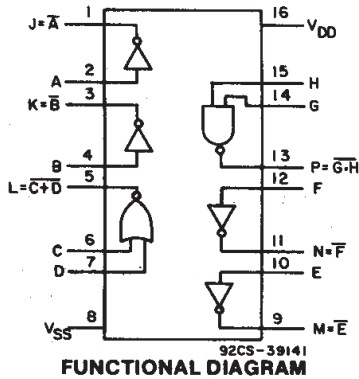 1
J=A̅
16
V_DD
2
A
15
H
3
K=B̅
14
G
4
B
13
P=G̅·̅H̅
5
L=C̅+̅D̅
12
F
6
C
11
N=F̅
7
D
10
E
8
V_SS
9
M=E̅
92CS-39141
FUNCTIONAL DIAGRAM